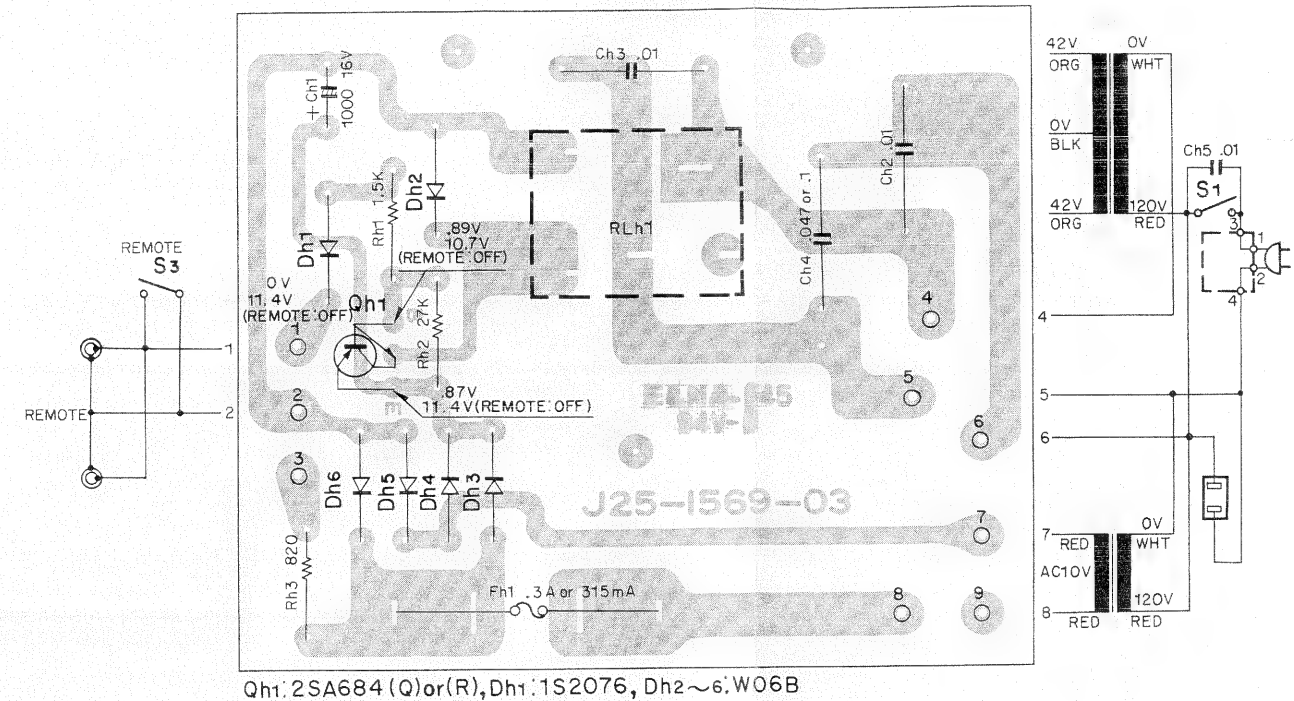 Ch3 .01
+ Ch1
1000 16V
Rh1 1.5K
Dh2
Dh1
.89V
10.7V
(REMOTE:OFF)
RLh1
Ch2 .01
Ch4 .047 or .1
REMOTE
S3
0V
11.4V
(REMOTE:OFF)
Qh1
Rh2 27K
.87V
11.4V(REMOTE:OFF)
E
1
2
REMOTE
1
2
3
4
5
6
7
8
9
Dh6
Dh5
Dh4
Dh3
J25-1569-03
Rh3 820
Fh1 .3A or 315mA
42V
ORG
0V
WHT
0V
BLK
42V
ORG
120V
RED
Ch5 .01
S1
3
1
2
4
4
5
6
7
RED
0V
WHT
AC10V
8
RED
120V
RED
Qh1:2SA684(Q)or(R),Dh1:1S2076, Dh2~6:W06B